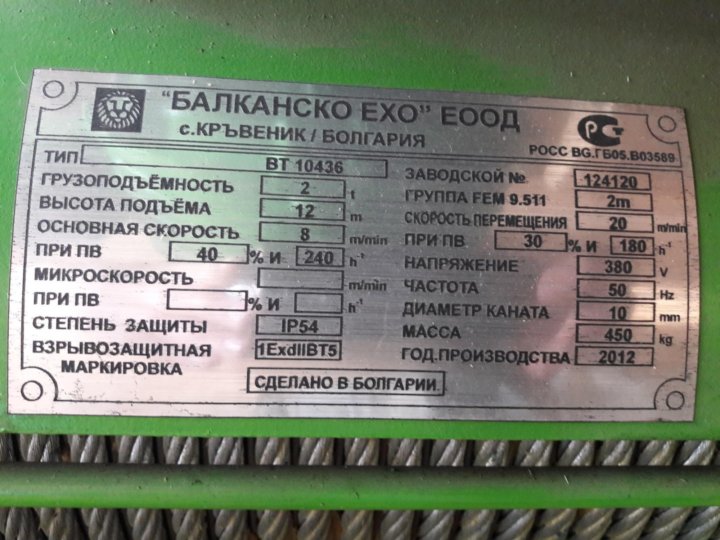 "БАЛКАНСКО ЕХО" ЕООД
с.КРЪВЕНИК / БОЛГАРИЯ
РОСС BG.ГБ05.В03589
ТИП ВТ 10436
ГРУЗОПОДЪЁМНОСТЬ 2 t
ВЫСОТА ПОДЪЁМА 12 m
ОСНОВНАЯ СКОРОСТЬ 8 m/min
ПРИ ПВ 40 % И 240 h⁻¹
МИКРОСКОРОСТЬ m/min
ПРИ ПВ % И h⁻¹
СТЕПЕНЬ ЗАЩИТЫ IP54
ВЗРЫВОЗАЩИТНАЯ 1ExdIIBT5
МАРКИРОВКА
ЗАВОДСКОЙ № 124120
ГРУППА FEM 9.511 2m
СКОРОСТЬ ПЕРЕМЕЩЕНИЯ 20 m/min
ПРИ ПВ 30 % И 180 h⁻¹
НАПРЯЖЕНИЕ 380 V
ЧАСТОТА 50 Hz
ДИАМЕТР КАНАТА 10 mm
МАССА 450 kg
ГОД.ПРОИЗВОДСТВА 2012
СДЕЛАНО В БОЛГАРИИ